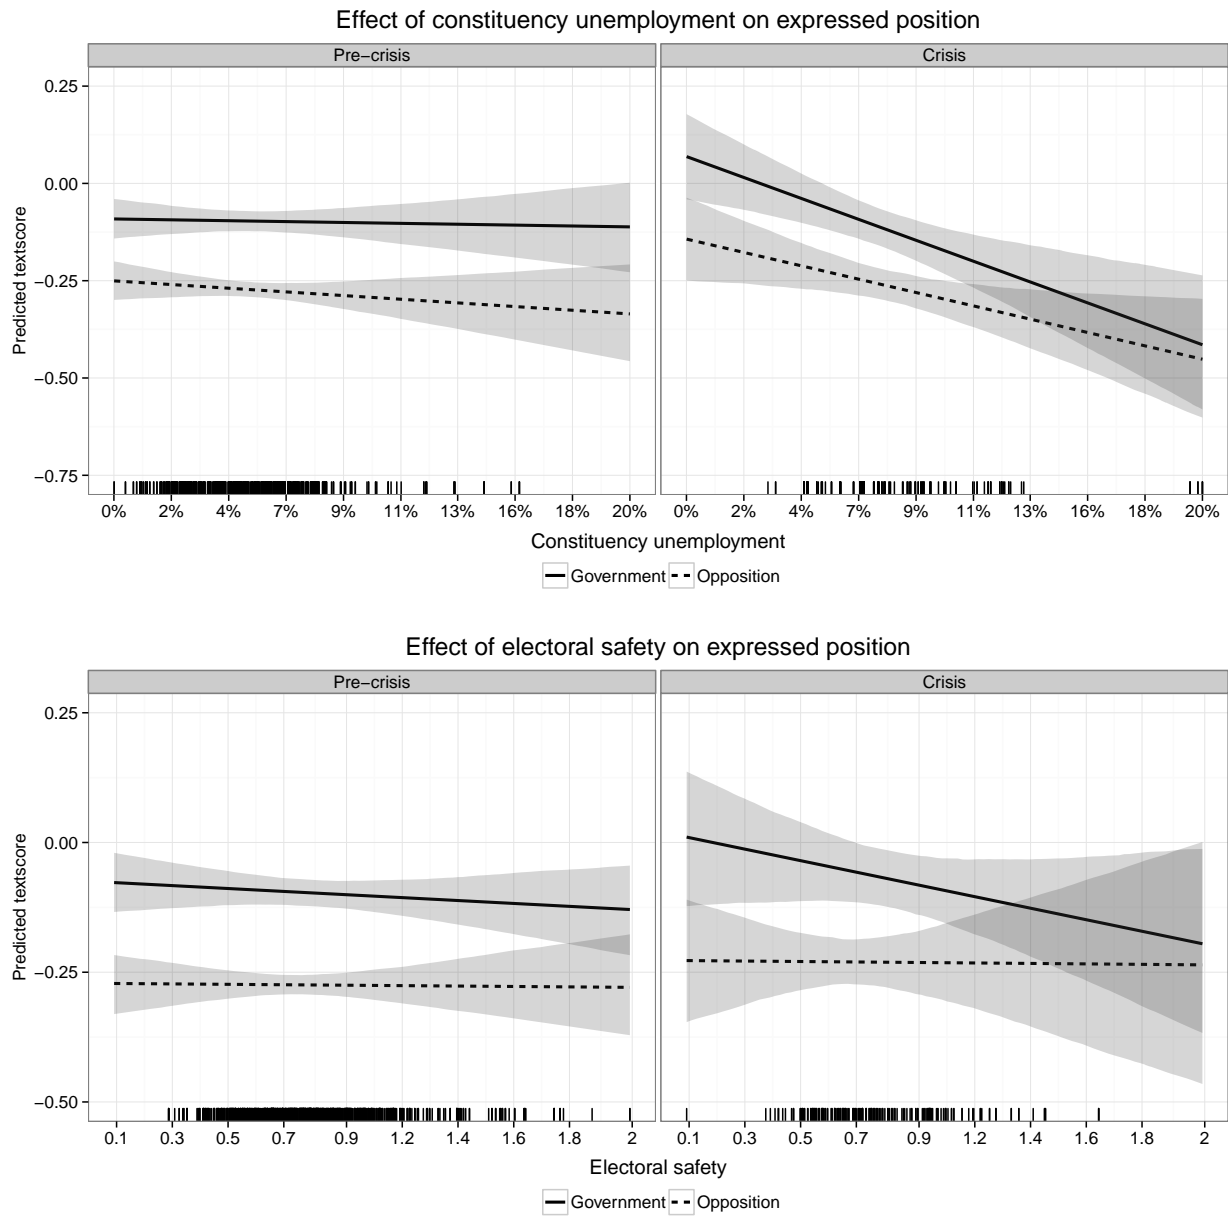 Effect of constituency unemployment on expressed position
Pre−crisis Crisis
0.25
0.00
−0.25
−0.50
−0.75
Predicted textscore
0% 2% 4% 7% 9% 11% 13% 16% 18% 20% 0% 2% 4% 7% 9% 11% 13% 16% 18% 20%
Constituency unemployment
Government Opposition
Effect of electoral safety on expressed position
Pre−crisis Crisis
0.25
0.00
−0.25
−0.50
Predicted textscore
0.1 0.3 0.5 0.7 0.9 1.2 1.4 1.6 1.8 2 0.1 0.3 0.5 0.7 0.9 1.2 1.4 1.6 1.8 2
Electoral safety
Government Opposition